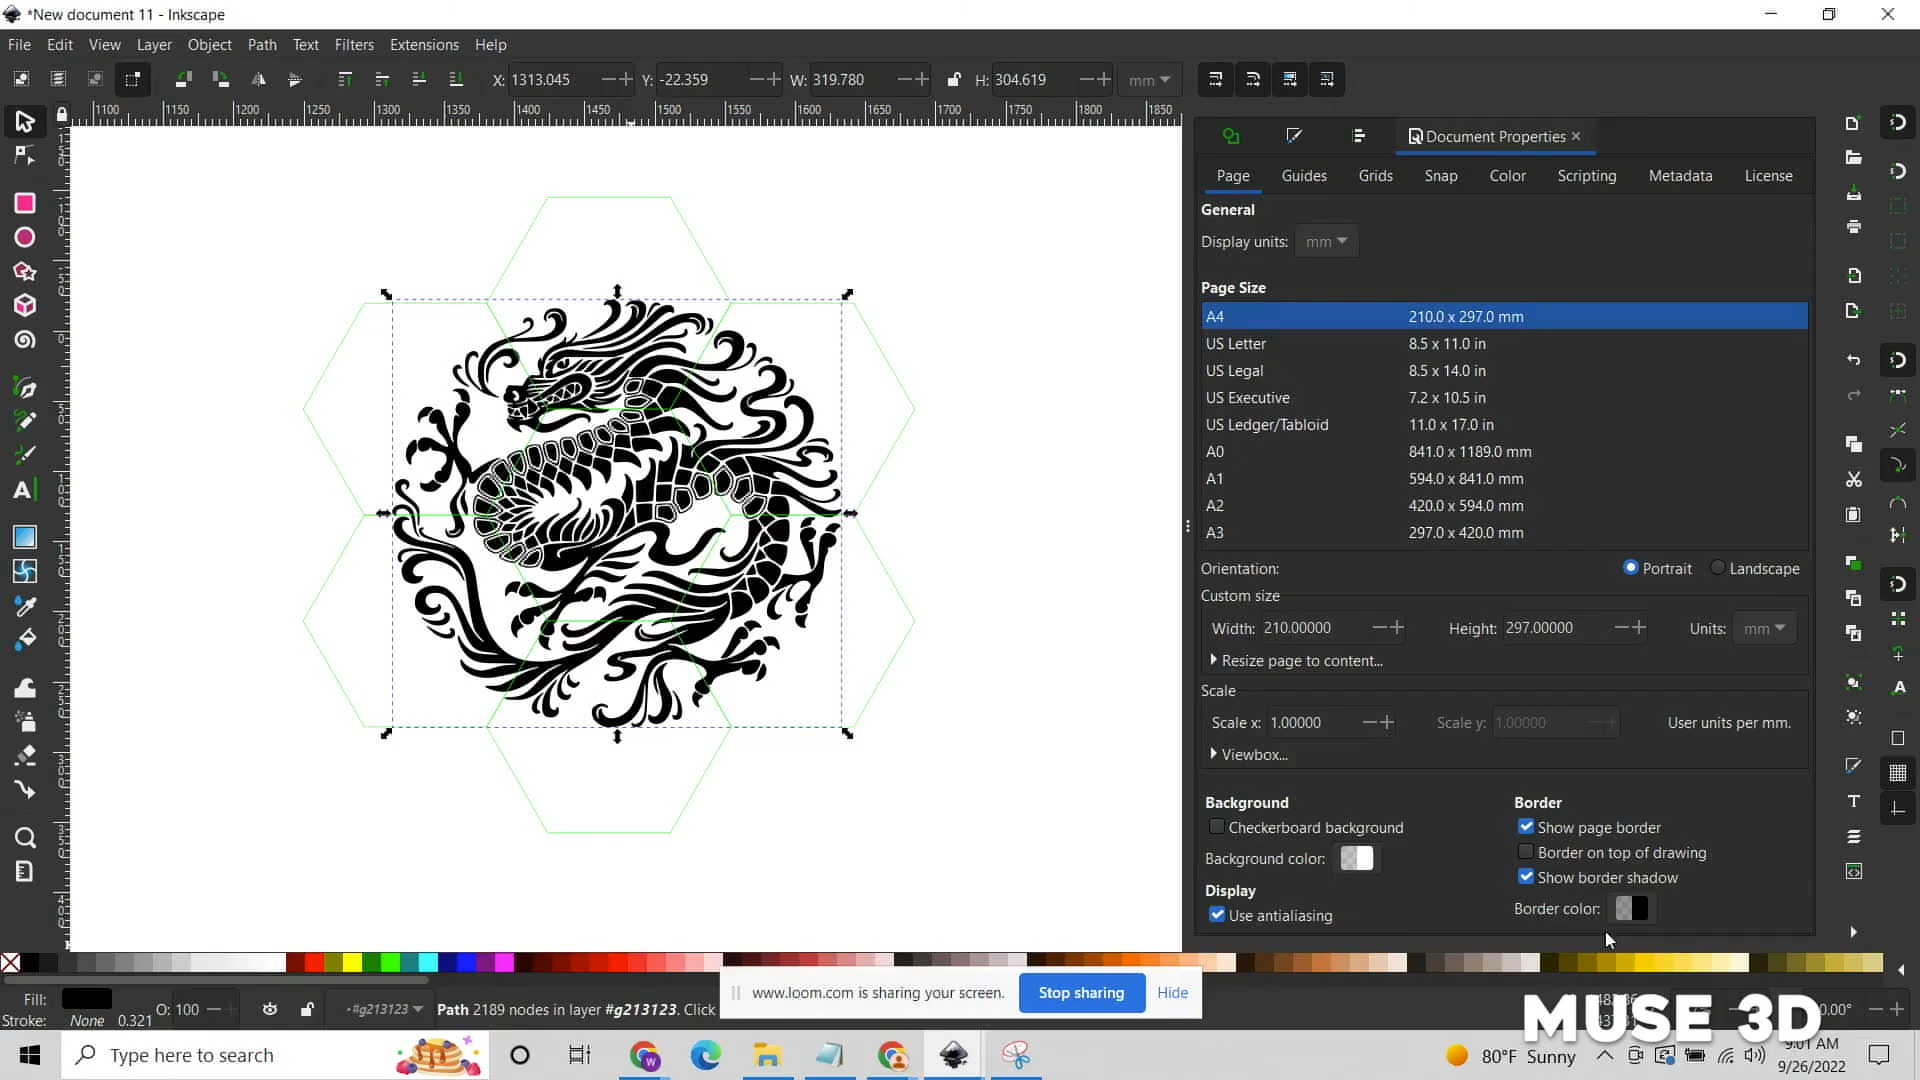 *New document 11 - Inkscape
File Edit View Layer Object Path Text Filters Extensions Help
X: 1313.045 Y: -22.359 W: 319.780 H: 304.619 mm
1100 1150 1200 1250 1300 1350 1400 1450 1500 1550 1600 1650 1700 1750 1800 1850
Document Properties
Page Guides Grids Snap Color Scripting Metadata License
General
Display units: mm
Page Size
A4 210.0 x 297.0 mm
US Letter 8.5 x 11.0 in
US Legal 8.5 x 14.0 in
US Executive 7.2 x 10.5 in
US Ledger/Tabloid 11.0 x 17.0 in
A0 841.0 x 1189.0 mm
A1 594.0 x 841.0 mm
A2 420.0 x 594.0 mm
A3 297.0 x 420.0 mm
Orientation: Portrait Landscape
Custom size
Width: 210.00000 Height: 297.00000 Units: mm
Resize page to content...
Scale
Scale x: 1.00000 Scale y: 1.00000 User units per mm.
Viewbox...
Background Border
Checkerboard background Show page border
Border on top of drawing
Background color:
Show border shadow
Display
Border color:
Use antialiasing
www.loom.com is sharing your screen. Stop sharing Hide
Fill:
Stroke: None 0.321
O: 100 #g213123 Path 2189 nodes in layer #g213123. Click
0.00°
MUSE 3D
Type here to search
80°F Sunny
9:01 AM
9/26/2022